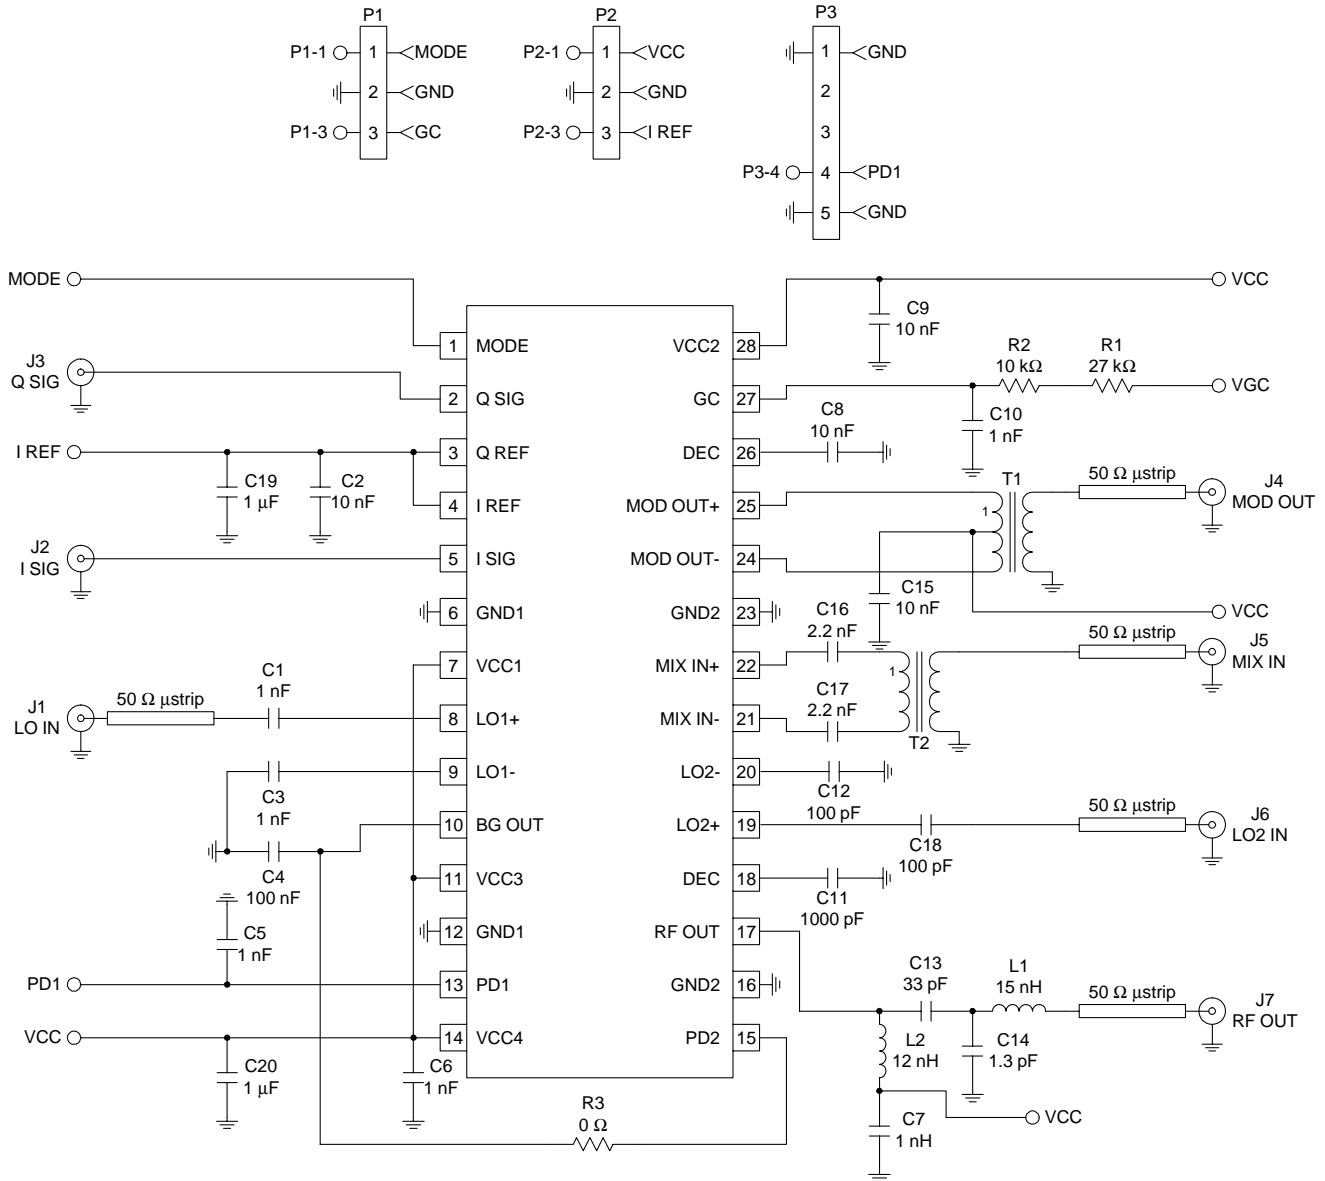 P1
P1-1 1 MODE
2 GND
P1-3 3 GC
P2
P2-1 1 VCC
2 GND
P2-3 3 I REF
P3
1 GND
2
3
P3-4 4 PD1
5 GND
MODE
J3
Q SIG
I REF
C19
1 µF
C2
10 nF
J2
I SIG
J1
LO IN
50 Ω µstrip
C1
1 nF
C3
1 nF
C4
100 nF
C5
1 nF
PD1
VCC
C20
1 µF
C6
1 nF
R3
0 Ω
1 MODE
2 Q SIG
3 Q REF
4 I REF
5 I SIG
6 GND1
7 VCC1
8 LO1+
9 LO1-
10 BG OUT
11 VCC3
12 GND1
13 PD1
14 VCC4
VCC2 28
GC 27
DEC 26
MOD OUT+ 25
MOD OUT- 24
GND2 23
MIX IN+ 22
MIX IN- 21
LO2- 20
LO2+ 19
DEC 18
RF OUT 17
GND2 16
PD2 15
VCC
C9
10 nF
R2
10 kΩ
R1
27 kΩ
VGC
C10
1 nF
C8
10 nF
T1
1
50 Ω µstrip
J4
MOD OUT
C15
10 nF
VCC
C16
2.2 nF
1
C17
2.2 nF
T2
50 Ω µstrip
J5
MIX IN
C12
100 pF
C18
100 pF
50 Ω µstrip
J6
LO2 IN
C11
1000 pF
C13
33 pF
L1
15 nH
50 Ω µstrip
J7
RF OUT
L2
12 nH
C14
1.3 pF
C7
1 nH
VCC